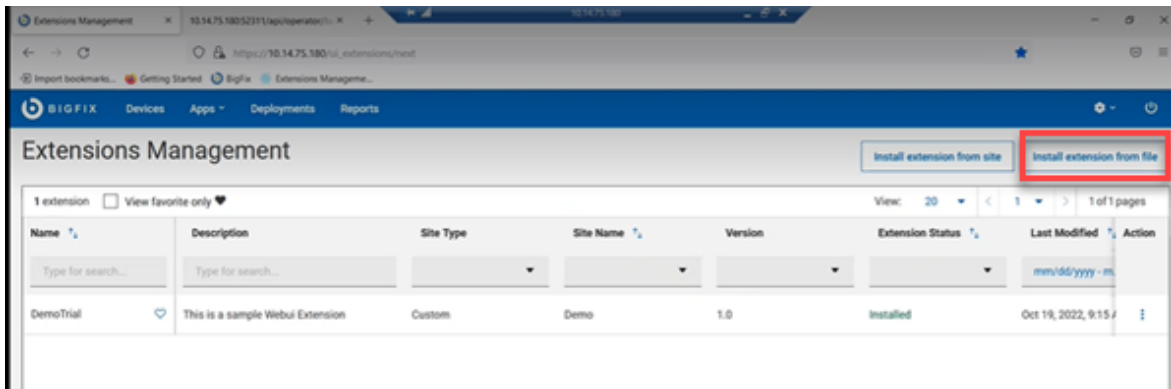 Extensions Management × 10.14.75.180:52311/api/operator/ × + 10.14.75.180
https://10.14.75.180/ui_extensions/next
Import bookmarks... Getting Started BigFix Extensions Manageme...
BIGFIX Devices Apps Deployments Reports
Extensions Management
Install extension from site Install extension from file
1 extension View favorite only View: 20 1 1 of 1 pages
Name Description Site Type Site Name Version Extension Status Last Modified Action
Type for search... Type for search... mm/dd/yyyy - m
DemoTrial This is a sample Webui Extension Custom Demo 1.0 Installed Oct 19, 2022, 9:15